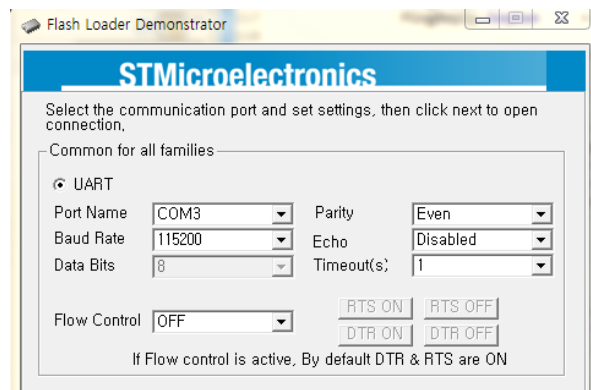 Flash Loader Demonstrator
STMicroelectronics
Select the communication port and set settings, then click next to open
connection,
Common for all families
UART
Port Name COM3 Parity Even
Baud Rate 115200 Echo Disabled
Data Bits 8 Timeout(s) 1
Flow Control OFF RTS ON RTS OFF
DTR ON DTR OFF
If Flow control is active, By default DTR & RTS are ON